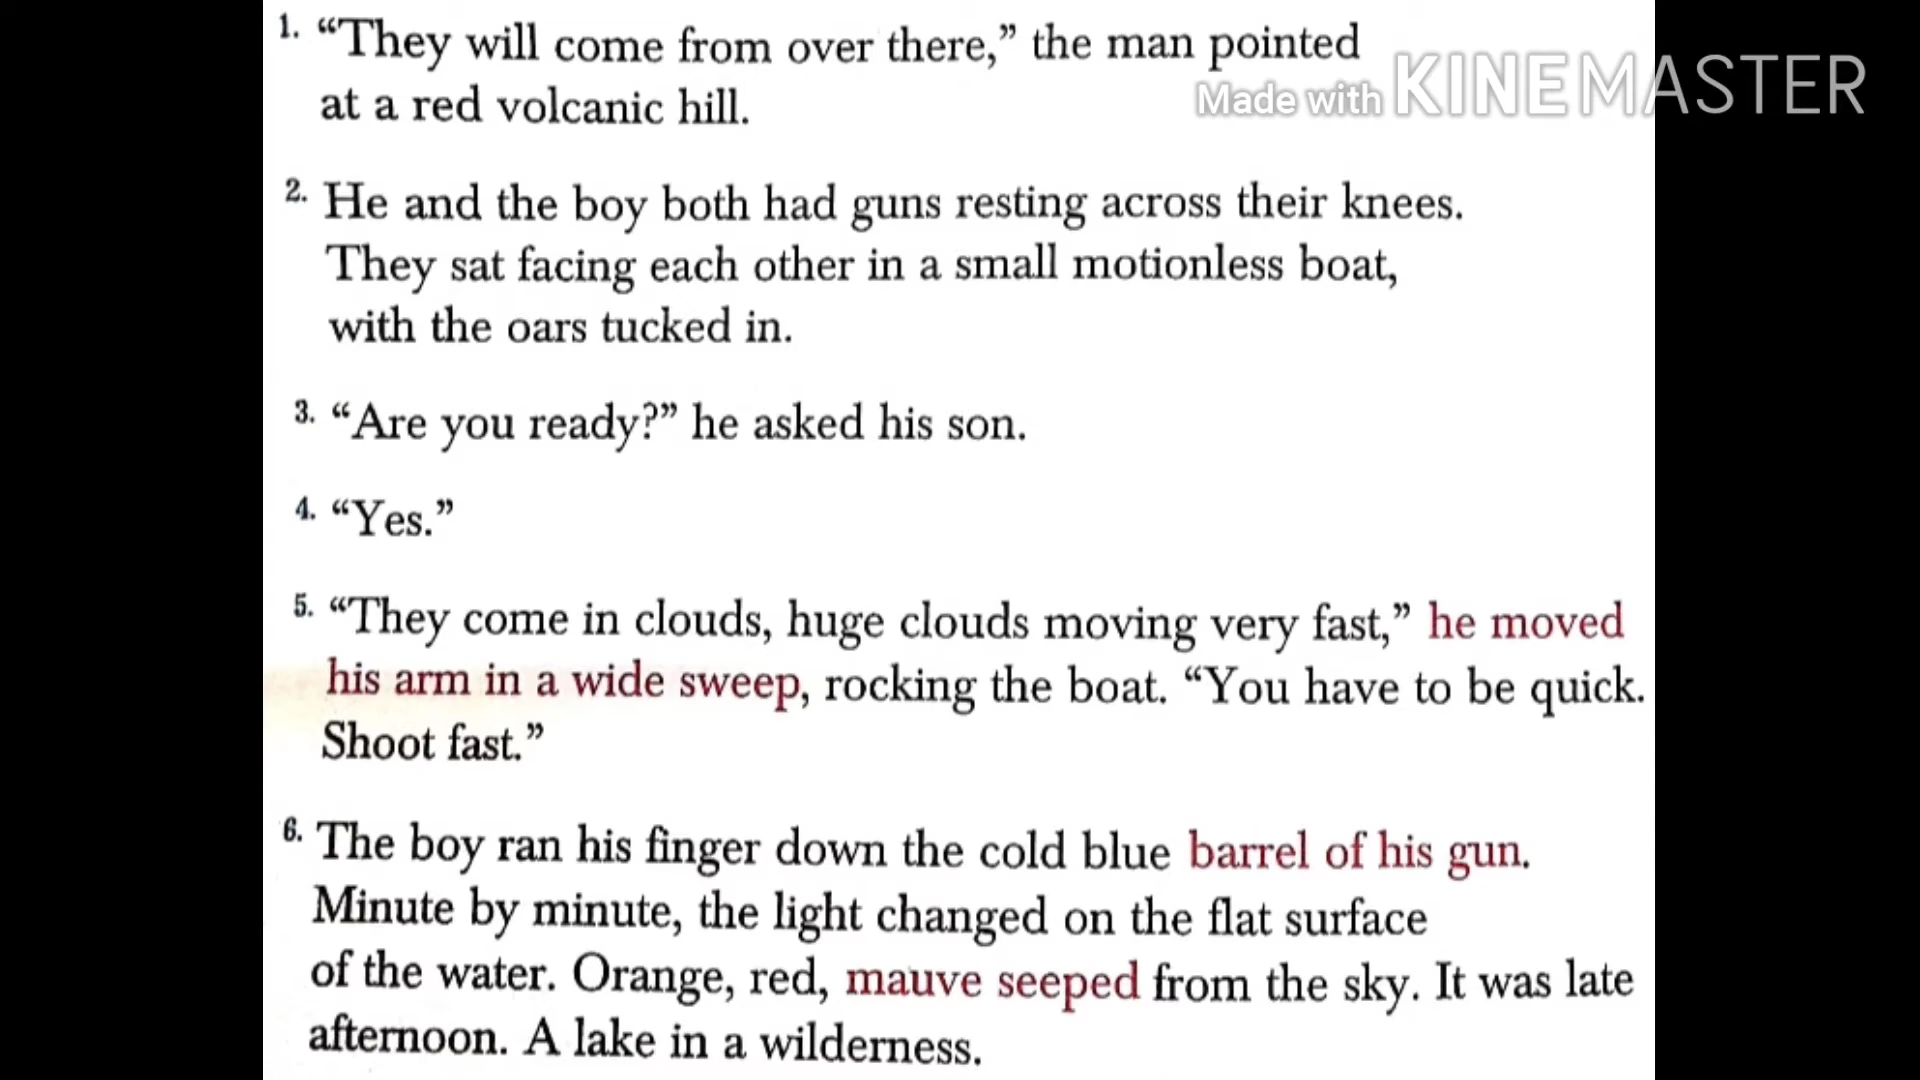 1. “They will come from over there,” the man pointed
Made with KINEMASTER
at a red volcanic hill.
2. He and the boy both had guns resting across their knees.
They sat facing each other in a small motionless boat,
with the oars tucked in.
3. “Are you ready?” he asked his son.
4. “Yes.”
5. “They come in clouds, huge clouds moving very fast,” he moved
his arm in a wide sweep, rocking the boat. “You have to be quick.
Shoot fast.”
6. The boy ran his finger down the cold blue barrel of his gun.
Minute by minute, the light changed on the flat surface
of the water. Orange, red, mauve seeped from the sky. It was late
afternoon. A lake in a wilderness.